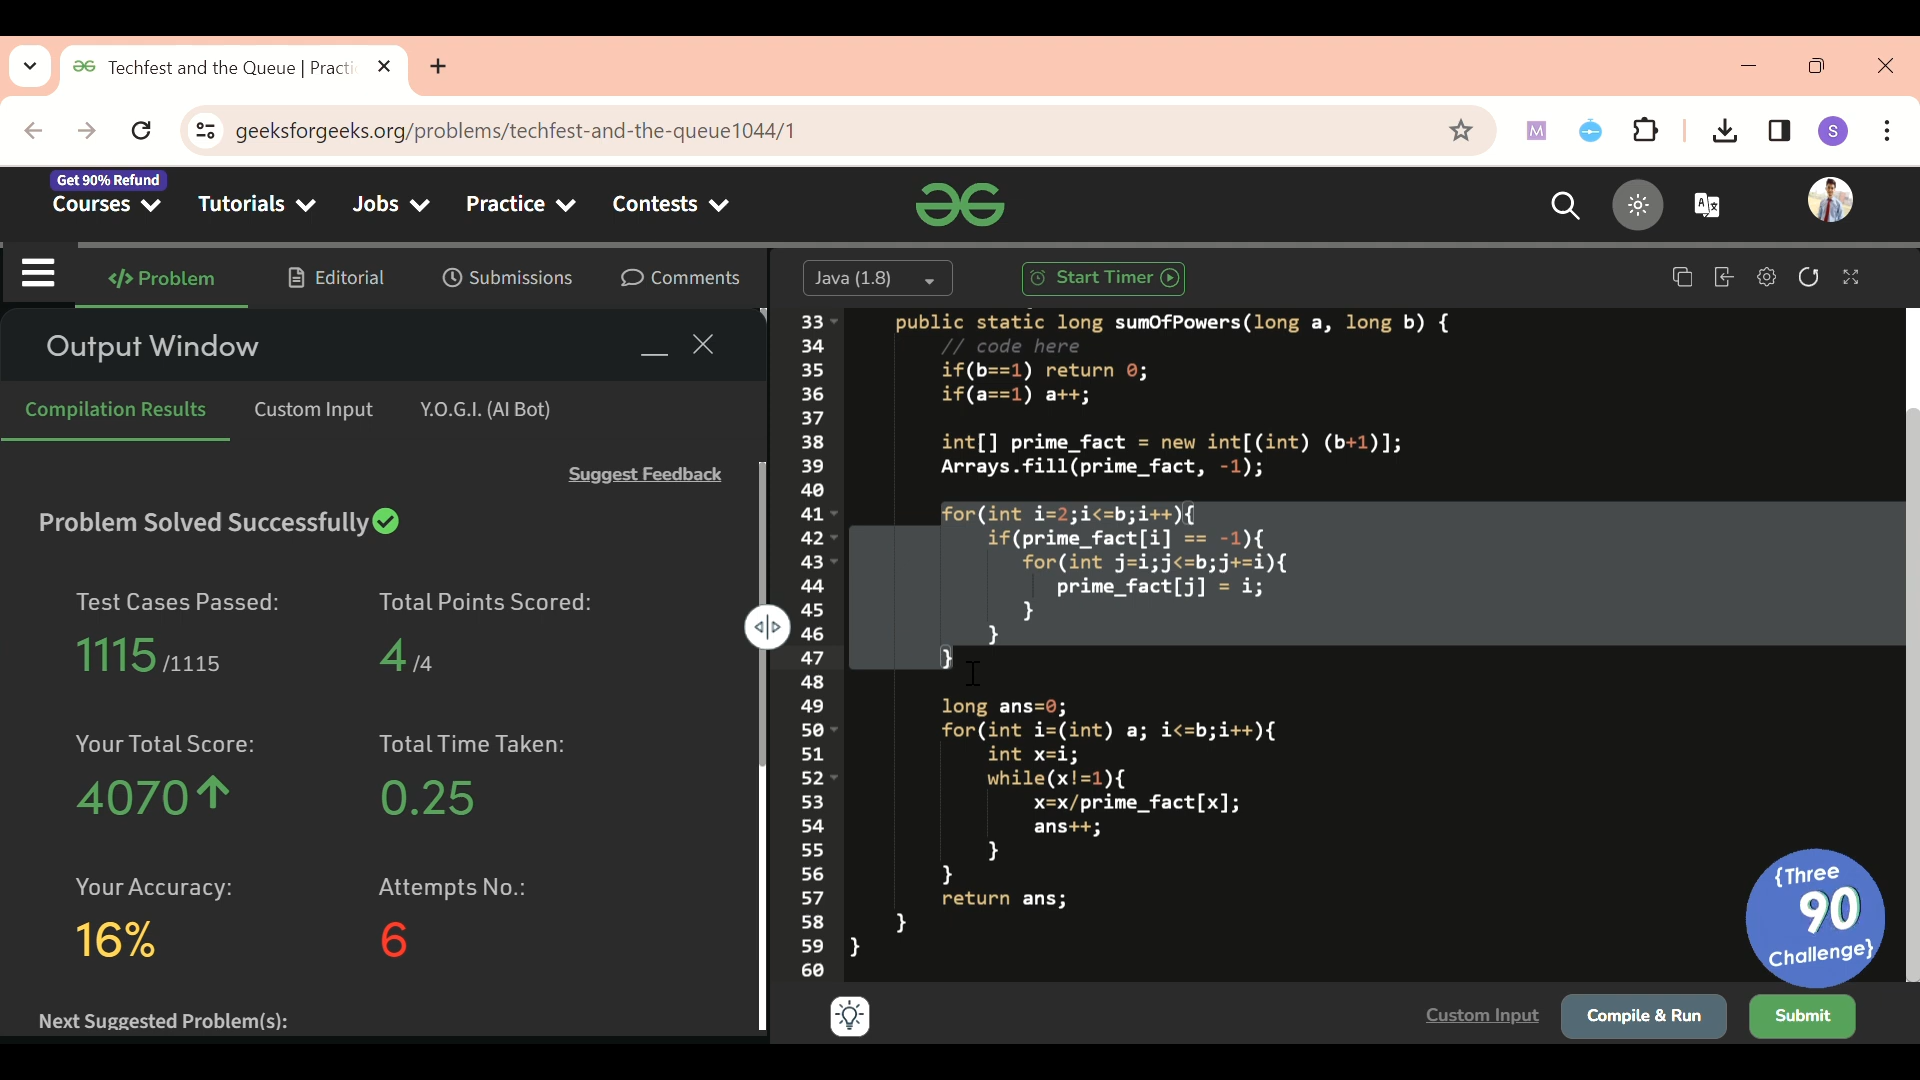 Techfest and the Queue | Practi
geeksforgeeks.org/problems/techfest-and-the-queue1044/1
M
S
Get 90% Refund
Courses Tutorials Jobs Practice Contests
Problem Editorial Submissions Comments
Java (1.8) Start Timer
Output Window
Compilation Results Custom Input Y.O.G.I. (AI Bot)
Suggest Feedback
Problem Solved Successfully
Test Cases Passed: Total Points Scored:
1115 /1115 4 /4
Your Total Score: Total Time Taken:
4070 0.25
Your Accuracy: Attempts No.:
16% 6
Next Suggested Problem(s):
33 public static long sumOfPowers(long a, long b) {
34 // code here
35 if(b==1) return 0;
36 if(a==1) a++;
37
38 int[] prime_fact = new int[(int) (b+1)];
39 Arrays.fill(prime_fact, -1);
40
41 for(int i=2;i<=b;i++){
42 if(prime_fact[i] == -1){
43 for(int j=i;j<=b;j+=i){
44 prime_fact[j] = i;
45 }
46 }
47 }
48
49 long ans=0;
50 for(int i=(int) a; i<=b;i++){
51 int x=i;
52 while(x!=1){
53 x=x/prime_fact[x];
54 ans++;
55 }
56 }
57 return ans;
58 }
59 }
60
{Three
90
Challenge}
Custom Input Compile & Run Submit